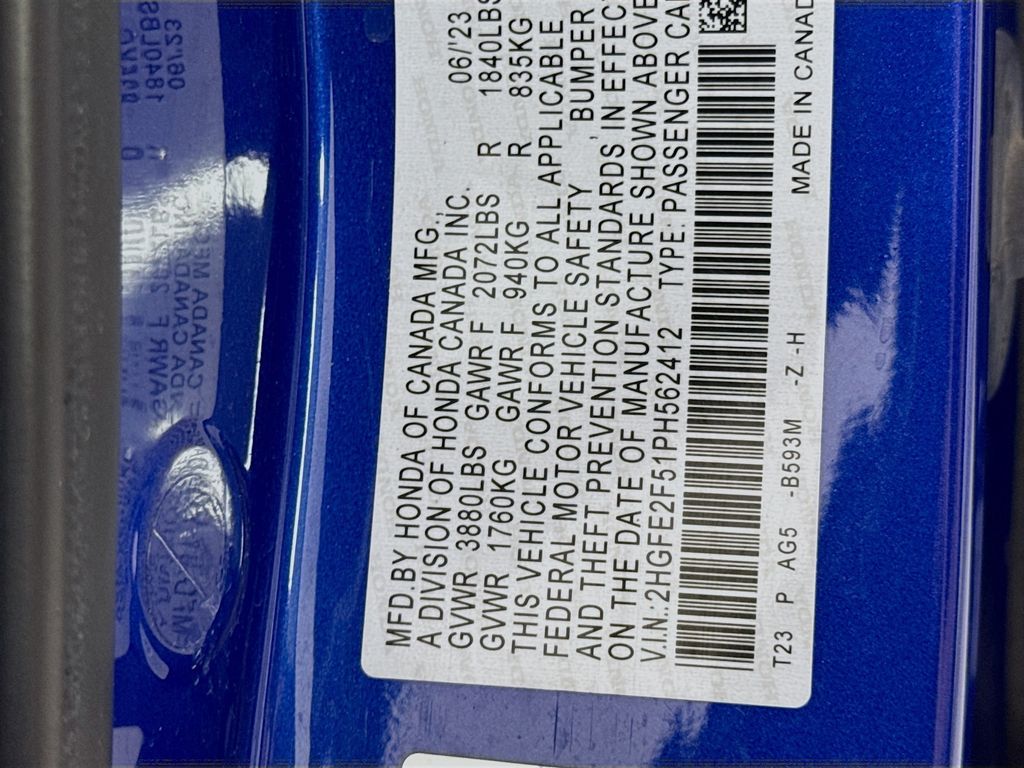 MFD.BY HONDA OF CANADA MFG.,
A DIVISION OF HONDA CANADA INC. 06/'23
GVWR 3880LBS GAWR F 2072LBS R 1840LBS
GVWR 1760KG GAWR F 940KG R 835KG
THIS VEHICLE CONFORMS TO ALL APPLICABLE
FEDERAL MOTOR VEHICLE SAFETY, BUMPER
AND THEFT PREVENTION STANDARDS IN EFFECT
ON THE DATE OF MANUFACTURE SHOWN ABOVE
V.I.N.:2HGFE2F51PH562412 TYPE: PASSENGER CAR
T23 P AG5 -B593M -Z -H MADE IN CANADA